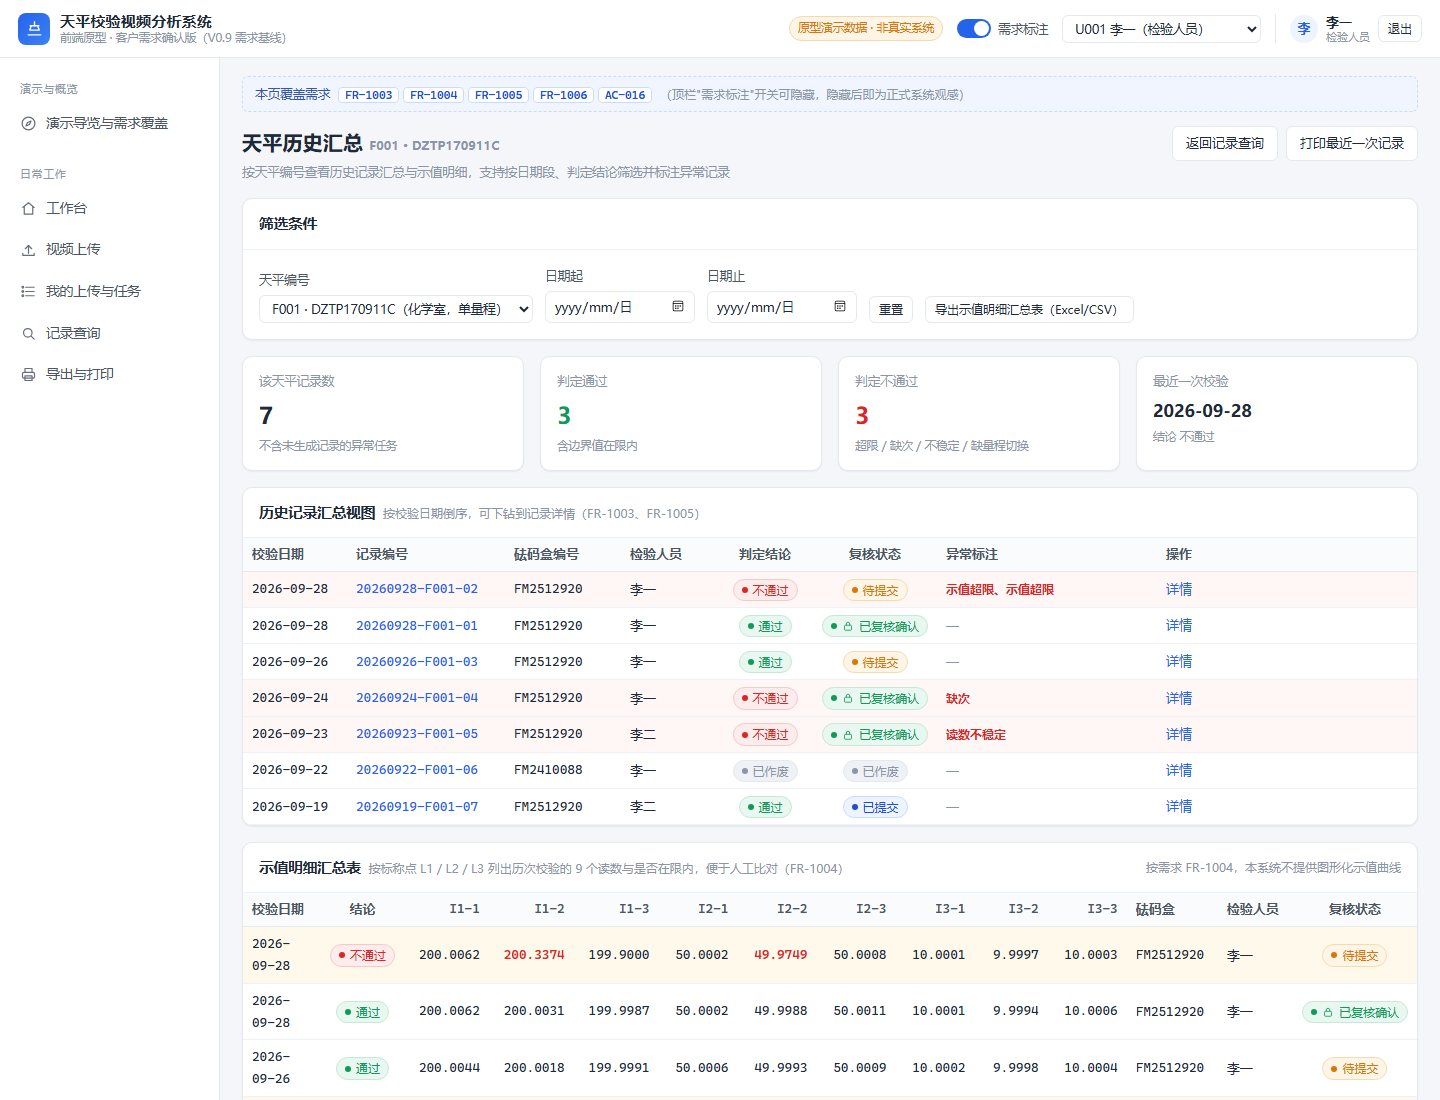 天平校验视频分析系统
前端原型 · 客户需求确认版（V0.9 需求基线）
原型演示数据 · 非真实系统
需求标注
U001 李一（检验人员）
李
李一
检验人员
退出
演示与概览
演示导览与需求覆盖
日常工作
工作台
视频上传
我的上传与任务
记录查询
导出与打印
本页覆盖需求 FR-1003 FR-1004 FR-1005 FR-1006 AC-016 （顶栏"需求标注"开关可隐藏，隐藏后即为正式系统观感）
天平历史汇总 F001 · DZTP170911C
按天平编号查看历史记录汇总与示值明细，支持按日期段、判定结论筛选并标注异常记录
返回记录查询
打印最近一次记录
筛选条件
天平编号
F001 · DZTP170911C（化学室，单量程）
日期起
yyyy/mm/日
日期止
yyyy/mm/日
重置
导出示值明细汇总表（Excel/CSV）
该天平记录数
7
不含未生成记录的异常任务
判定通过
3
含边界值在限内
判定不通过
3
超限 / 缺次 / 不稳定 / 缺量程切换
最近一次校验
2026-09-28
结论 不通过
历史记录汇总视图 按校验日期倒序，可下钻到记录详情（FR-1003、FR-1005）
校验日期 记录编号 砝码盒编号 检验人员 判定结论 复核状态 异常标注 操作
2026-09-28 20260928-F001-02 FM2512920 李一 不通过 待提交 示值超限、示值超限 详情
2026-09-28 20260928-F001-01 FM2512920 李一 通过 已复核确认 — 详情
2026-09-26 20260926-F001-03 FM2512920 李一 通过 待提交 — 详情
2026-09-24 20260924-F001-04 FM2512920 李一 不通过 已复核确认 缺次 详情
2026-09-23 20260923-F001-05 FM2512920 李二 不通过 已复核确认 读数不稳定 详情
2026-09-22 20260922-F001-06 FM2410088 李一 已作废 已作废 — 详情
2026-09-19 20260919-F001-07 FM2512920 李二 通过 已提交 — 详情
示值明细汇总表 按标称点 L1 / L2 / L3 列出历次校验的 9 个读数与是否在限内，便于人工比对（FR-1004）
按需求 FR-1004，本系统不提供图形化示值曲线
校验日期 结论 I1-1 I1-2 I1-3 I2-1 I2-2 I2-3 I3-1 I3-2 I3-3 砝码盒 检验人员 复核状态
2026-09-28 不通过 200.0062 200.3374 199.9000 50.0002 49.9749 50.0008 10.0001 9.9997 10.0003 FM2512920 李一 待提交
2026-09-28 通过 200.0062 200.0031 199.9987 50.0002 49.9988 50.0011 10.0001 9.9994 10.0006 FM2512920 李一 已复核确认
2026-09-26 通过 200.0044 200.0018 199.9991 50.0006 49.9993 50.0009 10.0002 9.9998 10.0004 FM2512920 李一 待提交